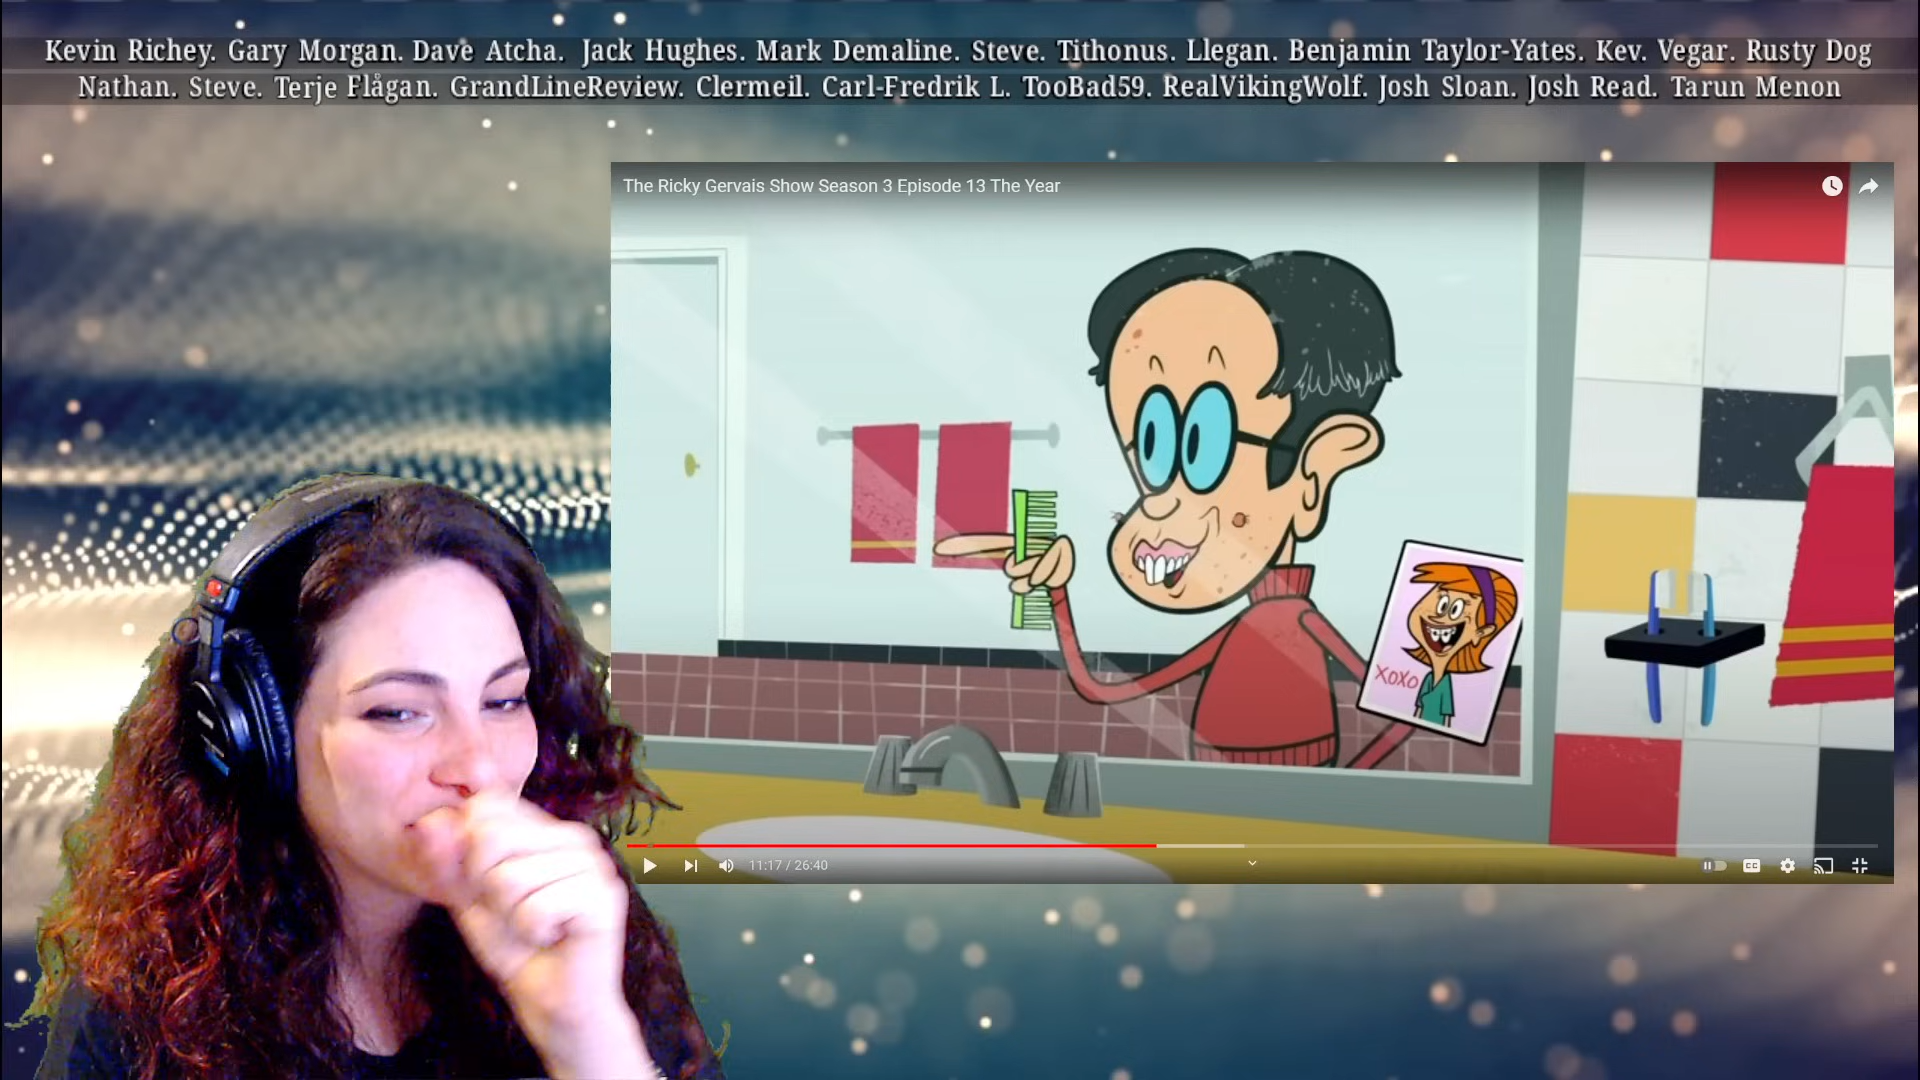 Kevin Richey. Gary Morgan. Dave Atcha. Jack Hughes. Mark Demaline. Steve. Tithonus. Llegan. Benjamin Taylor-Yates. Kev. Vegar. Rusty Dog
Nathan. Steve. Terje Flågan. GrandLineReview. Clermeil. Carl-Fredrik L. TooBad59. RealVikingWolf. Josh Sloan. Josh Read. Tarun Menon
The Ricky Gervais Show Season 3 Episode 13 The Year
XOXO
11:17 / 26:40
CC